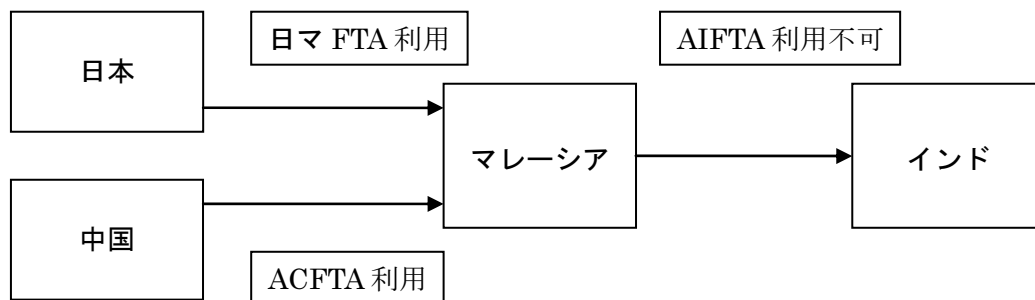 日マ FTA 利用
AIFTA 利用不可
日本
マレーシア
インド
中国
ACFTA 利用